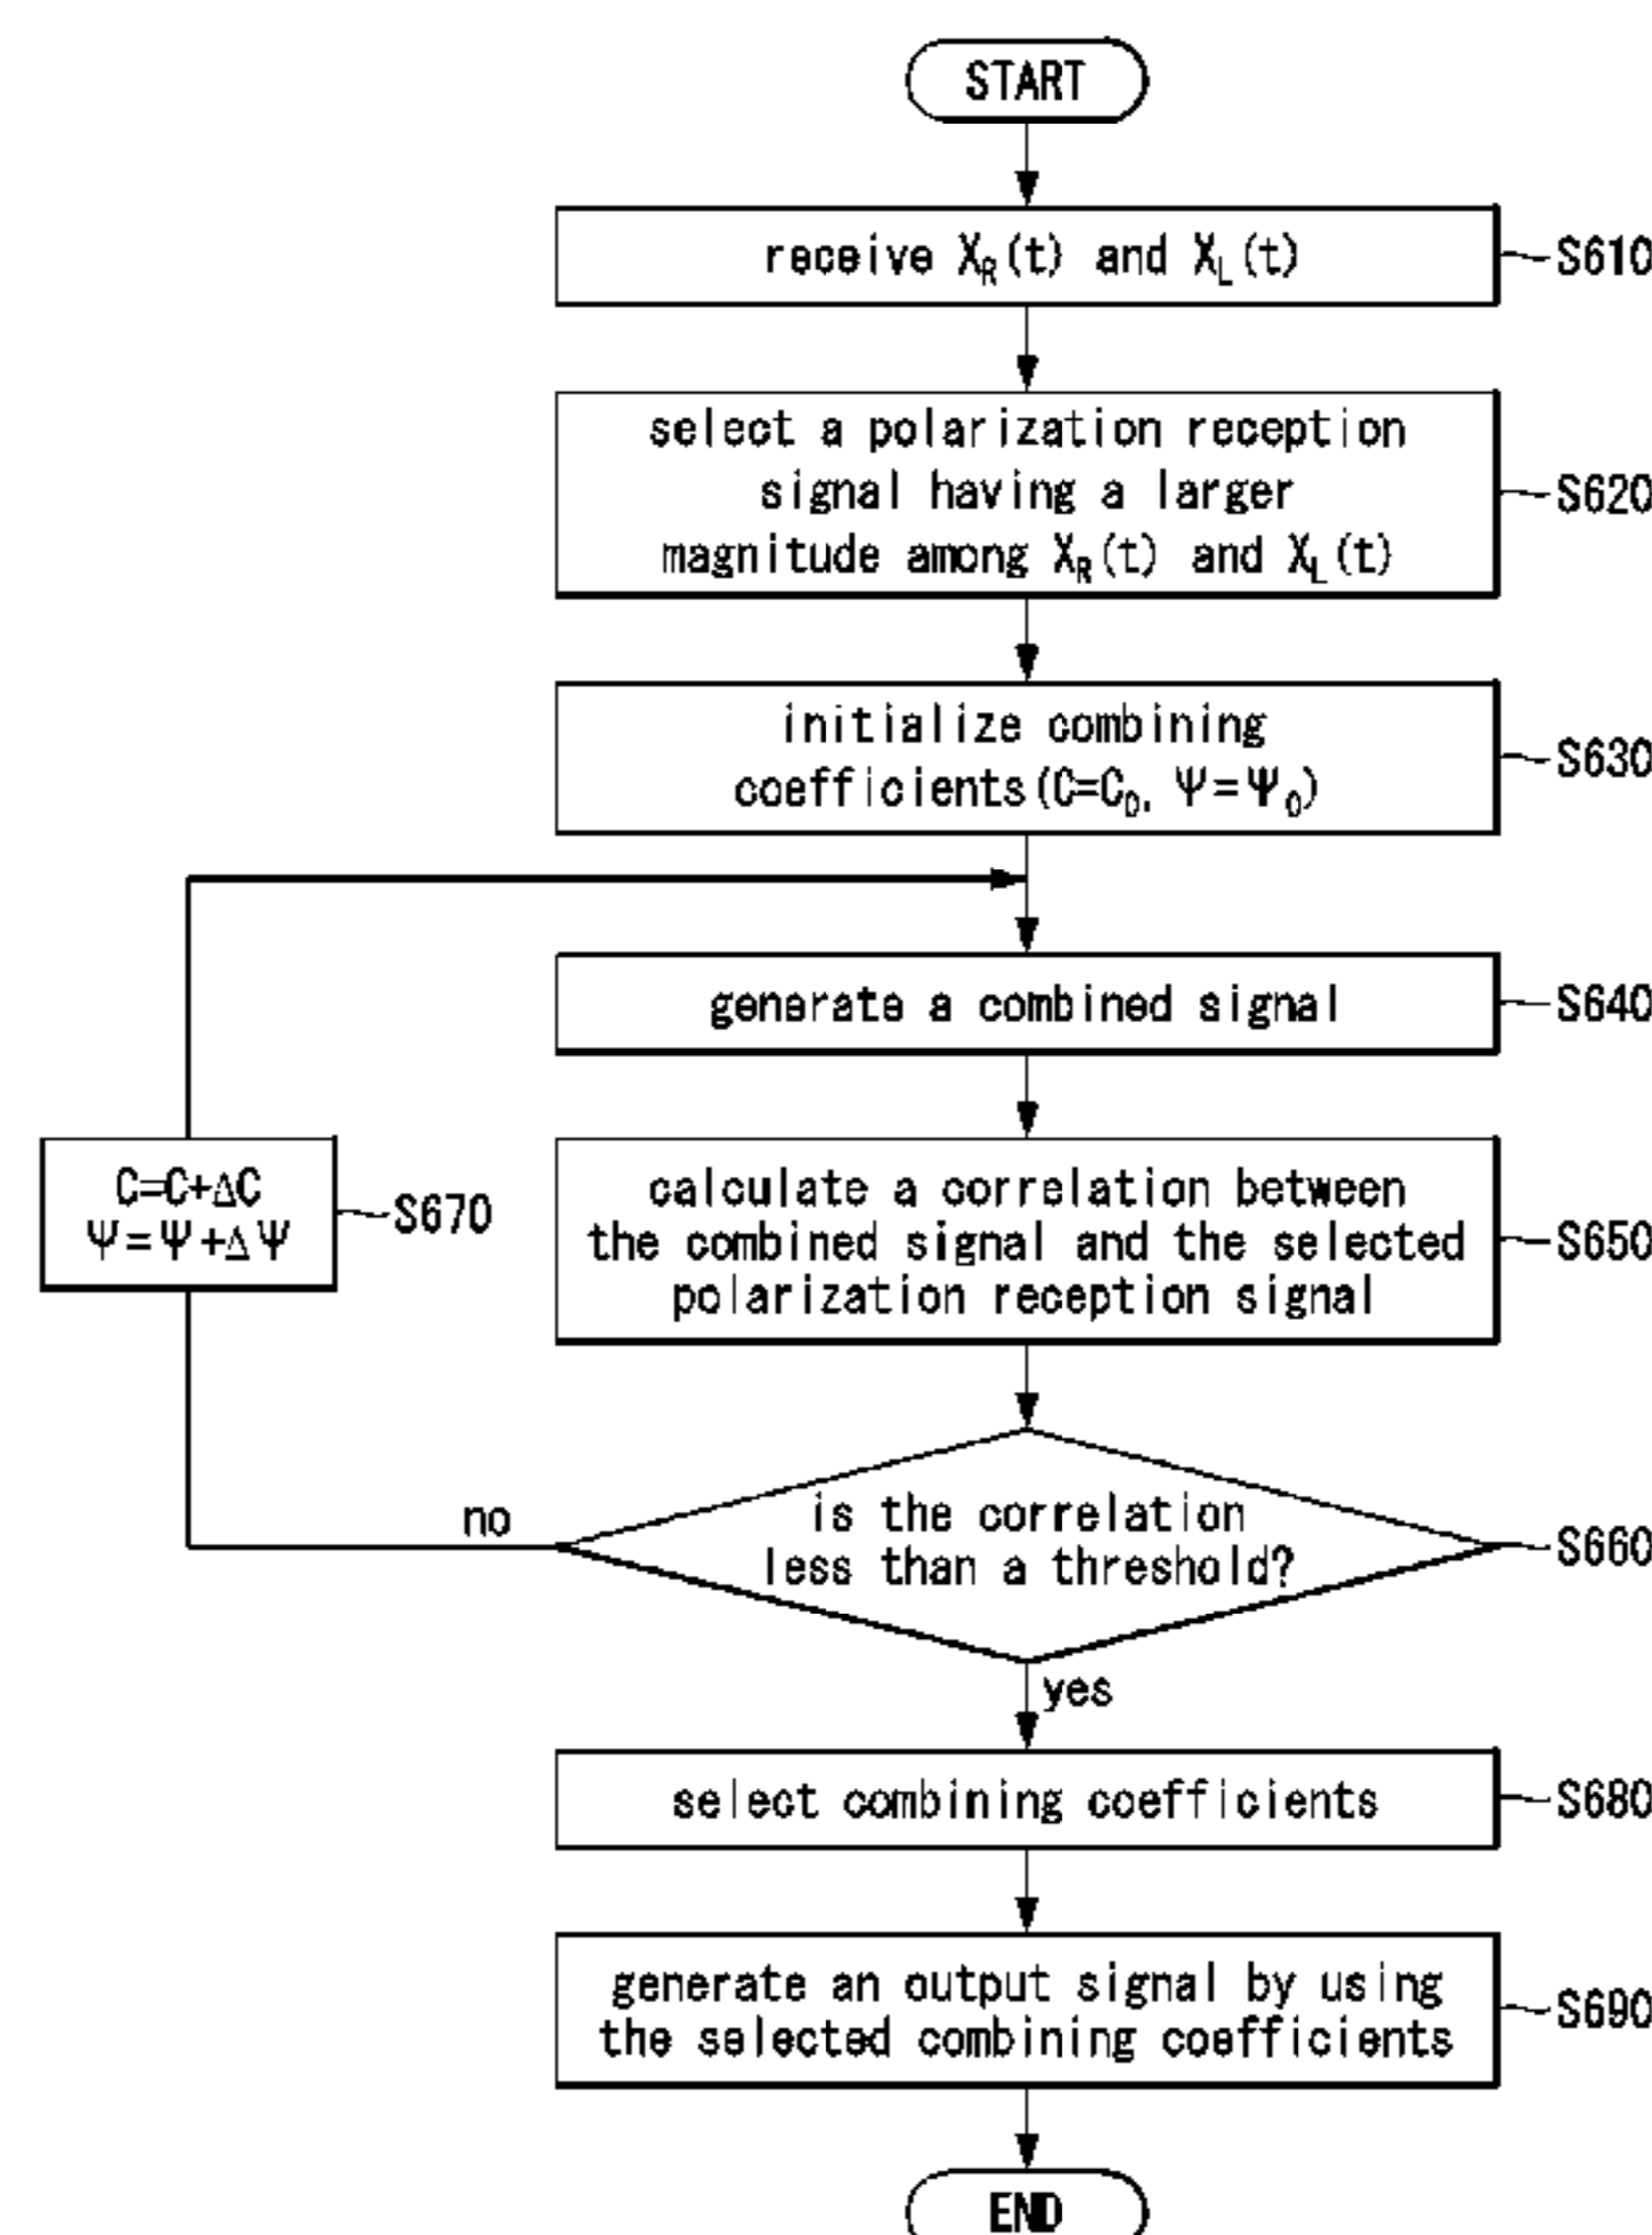 START
receive X_R(t) and X_L(t)
S610
select a polarization reception
signal having a larger
magnitude among X_R(t) and X_L(t)
S620
initialize combining
coefficients(C=C₀, Ψ=Ψ₀)
S630
generate a combined signal
S640
calculate a correlation between
the combined signal and the selected
polarization reception signal
S650
C=C+ΔC
Ψ=Ψ+ΔΨ
S670
is the correlation
less than a threshold?
S660
no
yes
select combining coefficients
S680
generate an output signal by using
the selected combining coefficients
S690
END